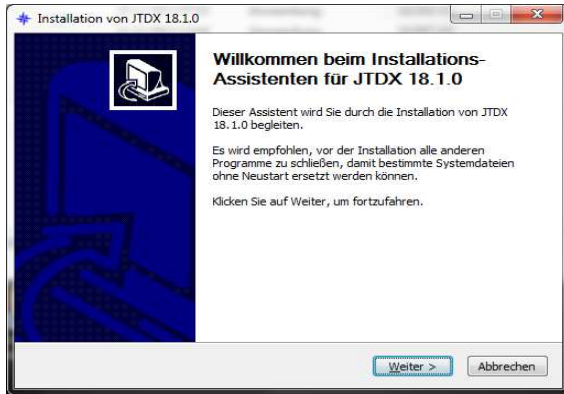 Installation von JTDX 18.1.0
Willkommen beim Installations-
Assistenten für JTDX 18.1.0
Dieser Assistent wird Sie durch die Installation von JTDX
18.1.0 begleiten.
Es wird empfohlen, vor der Installation alle anderen
Programme zu schließen, damit bestimmte Systemdateien
ohne Neustart ersetzt werden können.
Klicken Sie auf Weiter, um fortzufahren.
Weiter >
Abbrechen